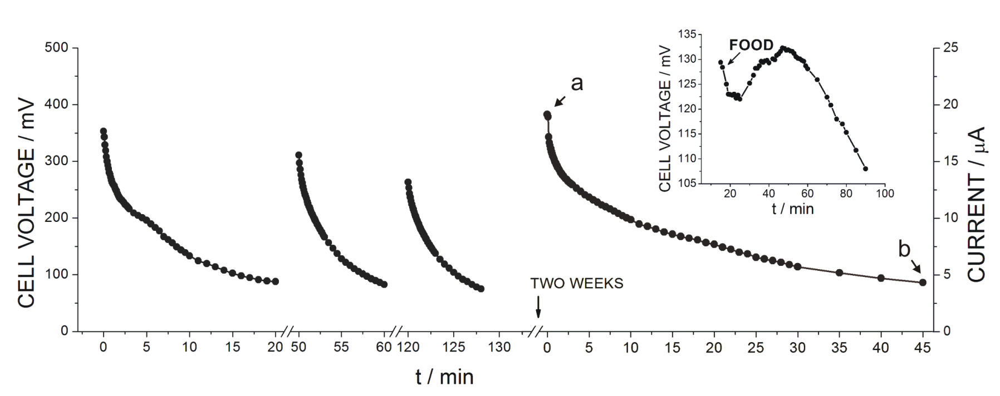 CELL VOLTAGE / mV
500
400
300
200
100
0
0 5 10 15 20 50 55 60 120 125 130 0 5 10 15 20 25 30 35 40 45
t / min
TWO WEEKS
a
b
CELL VOLTAGE / mV
135
130
125
120
115
110
105
FOOD
20 40 60 80 100
t / min
25
20
15
10
5
0
CURRENT / μA